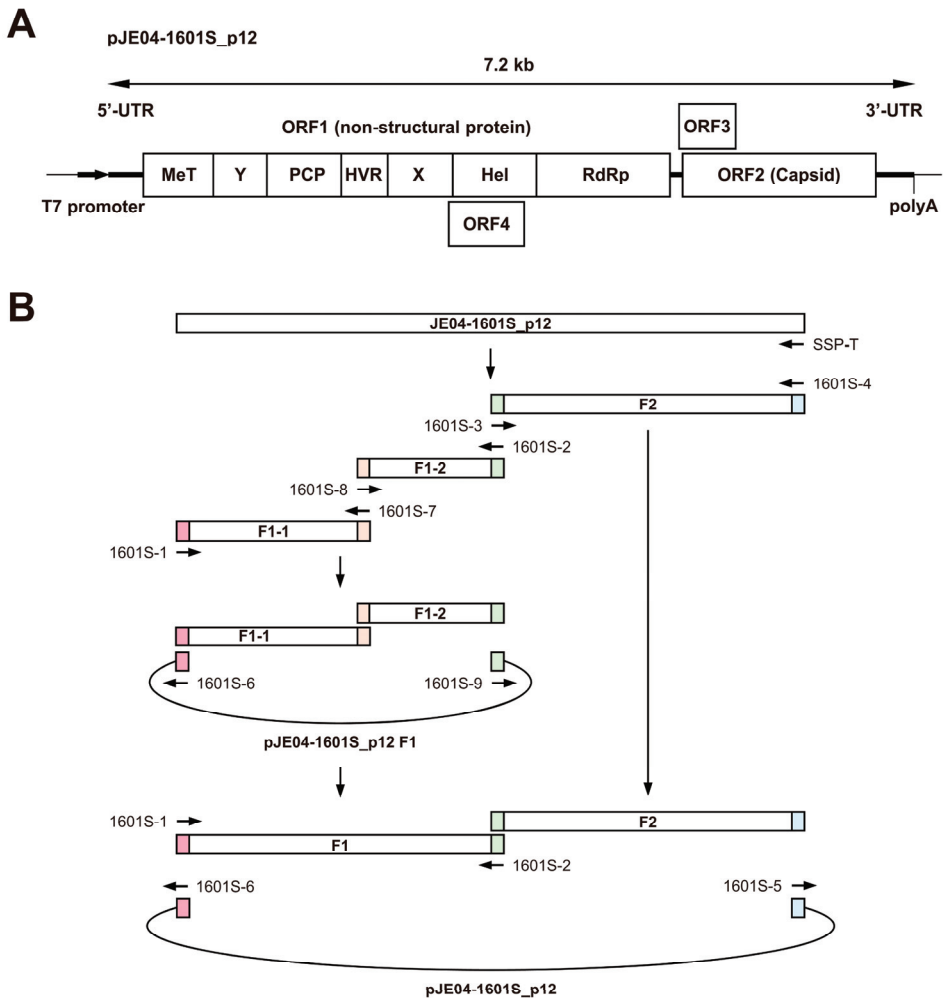 A
pJE04-1601S_p12
7.2 kb
5'-UTR
3'-UTR
ORF1 (non-structural protein)
ORF3
MeT Y PCP HVR X Hel RdRp ORF2 (Capsid)
T7 promoter
ORF4
polyA
B
JE04-1601S_p12
SSP-T
1601S-4
F2
1601S-3
1601S-2
F1-2
1601S-8
1601S-7
F1-1
1601S-1
F1-2
F1-1
1601S-6
1601S-9
pJE04-1601S_p12 F1
1601S-1
F2
F1
1601S-2
1601S-6
1601S-5
pJE04-1601S_p12